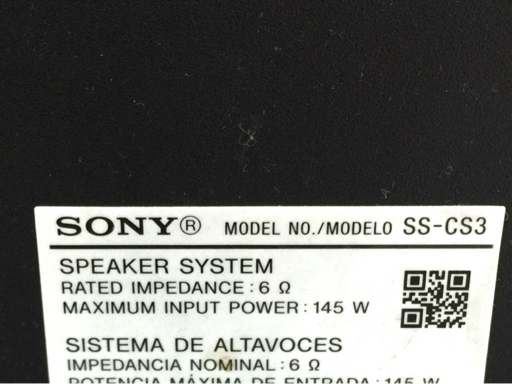 SONY® MODEL NO./MODELO SS-CS3
SPEAKER SYSTEM
RATED IMPEDANCE : 6 Ω
MAXIMUM INPUT POWER : 145 W
SISTEMA DE ALTAVOCES
IMPEDANCIA NOMINAL : 6 Ω
POTENCIA MÁXIMA DE ENTRADA : 145 W